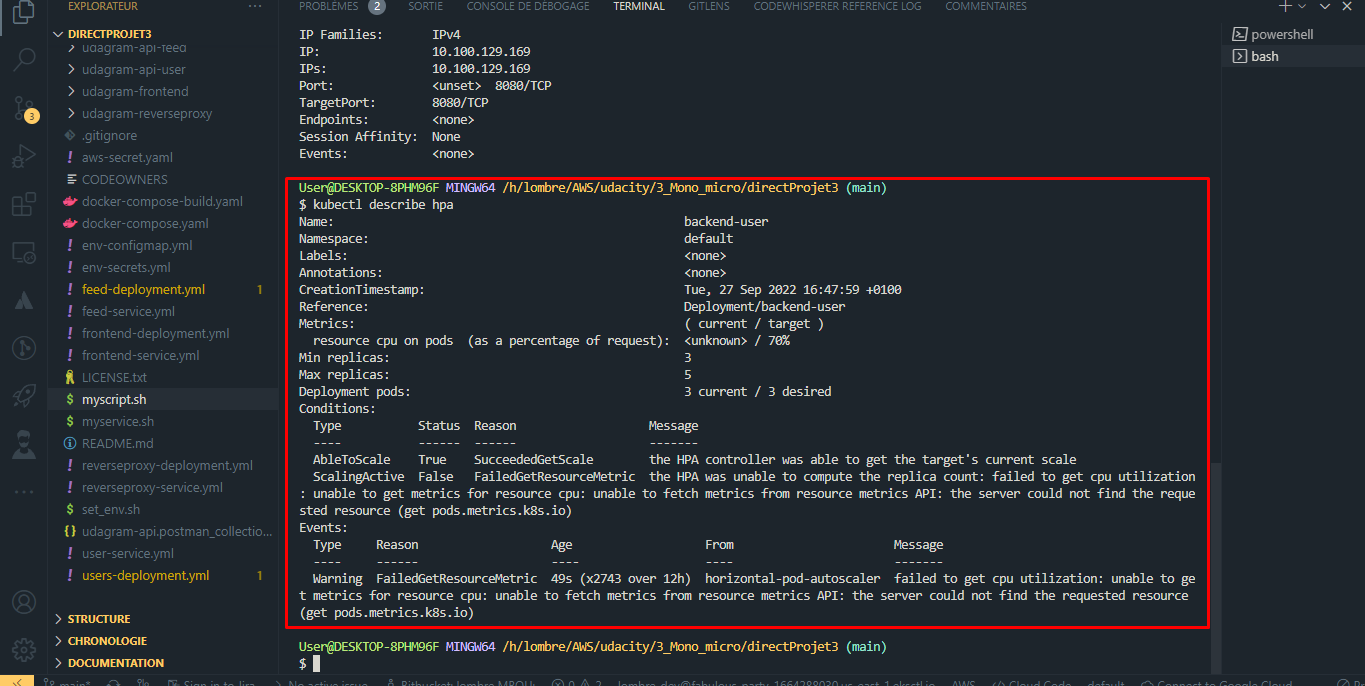 EXPLORATEUR ···
PROBLÈMES 2 SORTIE CONSOLE DE DÉBOGAGE TERMINAL GITLENS CODEWHISPERER REFERENCE LOG COMMENTAIRES
DIRECTPROJET3
udagram-api-feed
udagram-api-user
udagram-frontend
udagram-reverseproxy
.gitignore
aws-secret.yaml
CODEOWNERS
docker-compose-build.yaml
docker-compose.yaml
env-configmap.yml
env-secrets.yml
feed-deployment.yml 1
feed-service.yml
frontend-deployment.yml
frontend-service.yml
LICENSE.txt
myscript.sh
myservice.sh
README.md
reverseproxy-deployment.yml
reverseproxy-service.yml
set_env.sh
udagram-api.postman_collectio...
user-service.yml
users-deployment.yml 1
STRUCTURE
CHRONOLOGIE
DOCUMENTATION
3
IP Families: IPv4
IP: 10.100.129.169
IPs: 10.100.129.169
Port: <unset> 8080/TCP
TargetPort: 8080/TCP
Endpoints: <none>
Session Affinity: None
Events: <none>
User@DESKTOP-8PHM96F MINGW64 /h/lombre/AWS/udacity/3_Mono_micro/directProjet3 (main)
$ kubectl describe hpa
Name: backend-user
Namespace: default
Labels: <none>
Annotations: <none>
CreationTimestamp: Tue, 27 Sep 2022 16:47:59 +0100
Reference: Deployment/backend-user
Metrics: ( current / target )
resource cpu on pods (as a percentage of request): <unknown> / 70%
Min replicas: 3
Max replicas: 5
Deployment pods: 3 current / 3 desired
Conditions:
Type Status Reason Message
---- ------ ------ -------
AbleToScale True SucceededGetScale the HPA controller was able to get the target's current scale
ScalingActive False FailedGetResourceMetric the HPA was unable to compute the replica count: failed to get cpu utilization
: unable to get metrics for resource cpu: unable to fetch metrics from resource metrics API: the server could not find the reque
sted resource (get pods.metrics.k8s.io)
Events:
Type Reason Age From Message
---- ------ ---- ---- -------
Warning FailedGetResourceMetric 49s (x2743 over 12h) horizontal-pod-autoscaler failed to get cpu utilization: unable to ge
t metrics for resource cpu: unable to fetch metrics from resource metrics API: the server could not find the requested resource
(get pods.metrics.k8s.io)
User@DESKTOP-8PHM96F MINGW64 /h/lombre/AWS/udacity/3_Mono_micro/directProjet3 (main)
$
powershell
bash
main* Sign in to Jira No active issue 0 2 AWS Cloud Code default Connect to Google Cloud